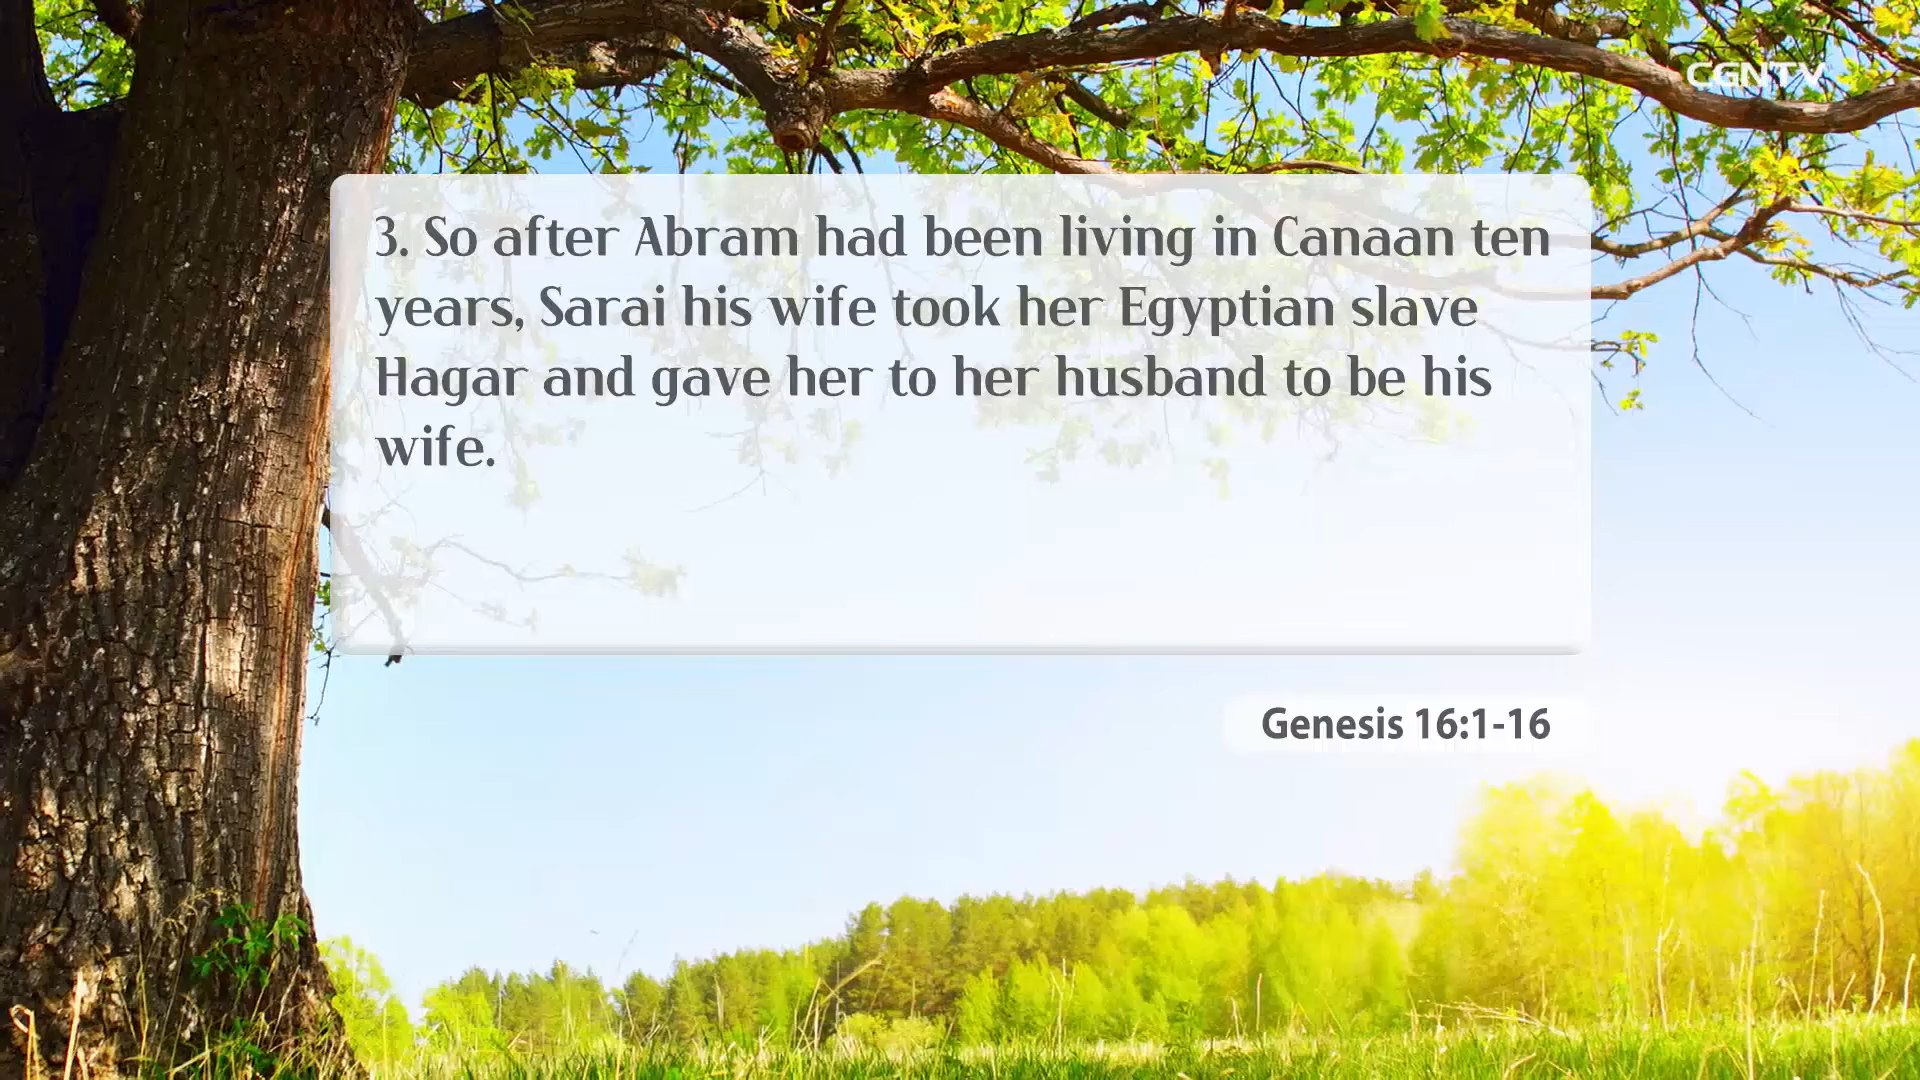 CGNTV
3. So after Abram had been living in Canaan ten
years, Sarai his wife took her Egyptian slave
Hagar and gave her to her husband to be his
wife.
Genesis 16:1-16